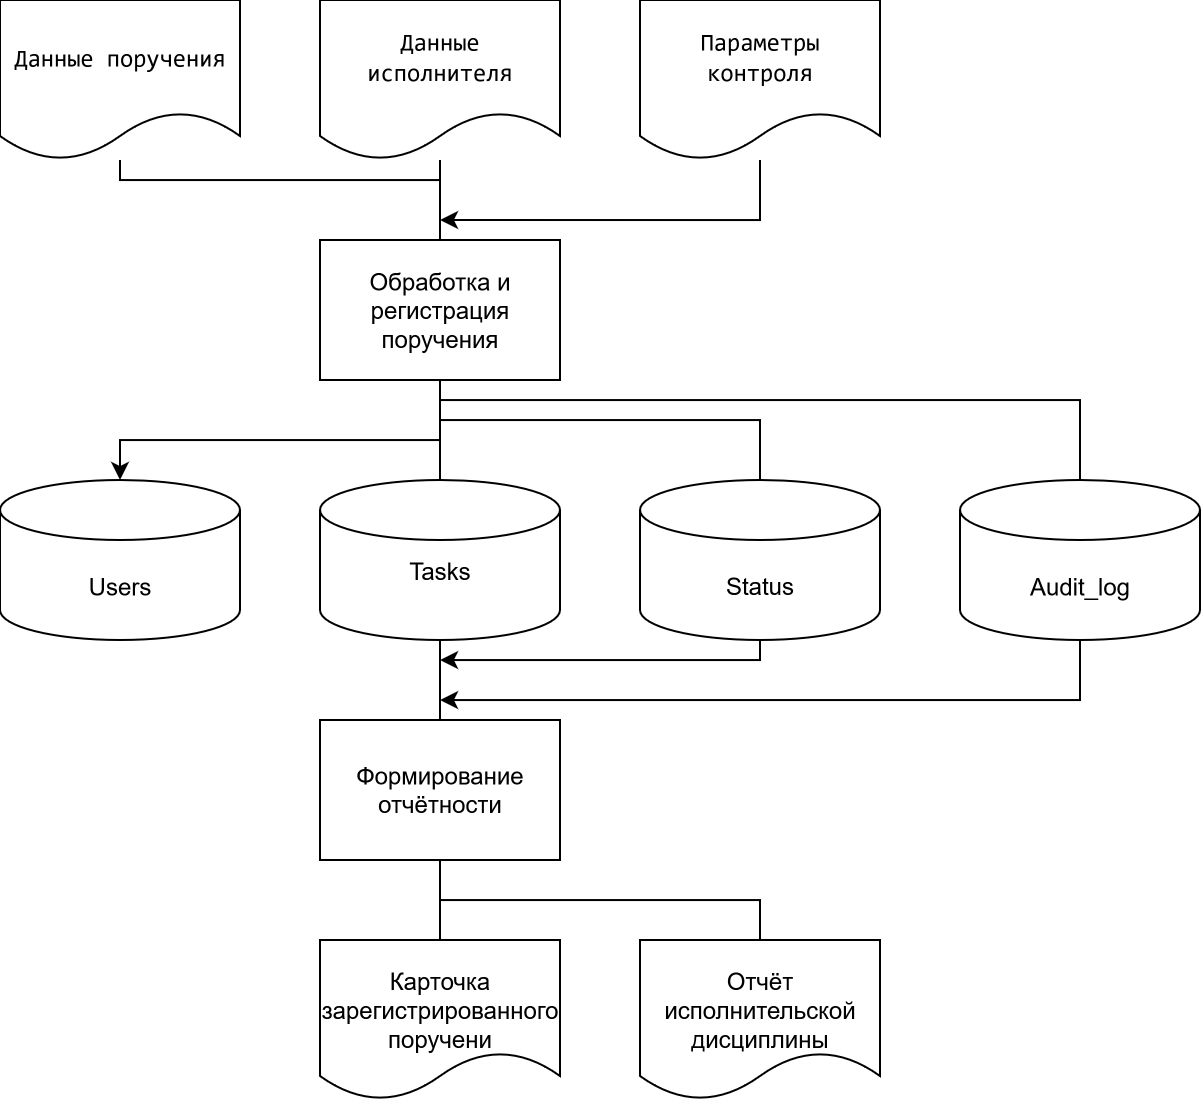 Данные поручения
Данные
исполнителя
Параметры
контроля
Обработка и
регистрация
поручения
Users
Tasks
Status
Audit_log
Формирование
отчётности
Карточка
зарегистрированного
поручени
Отчёт
исполнительской
дисциплины